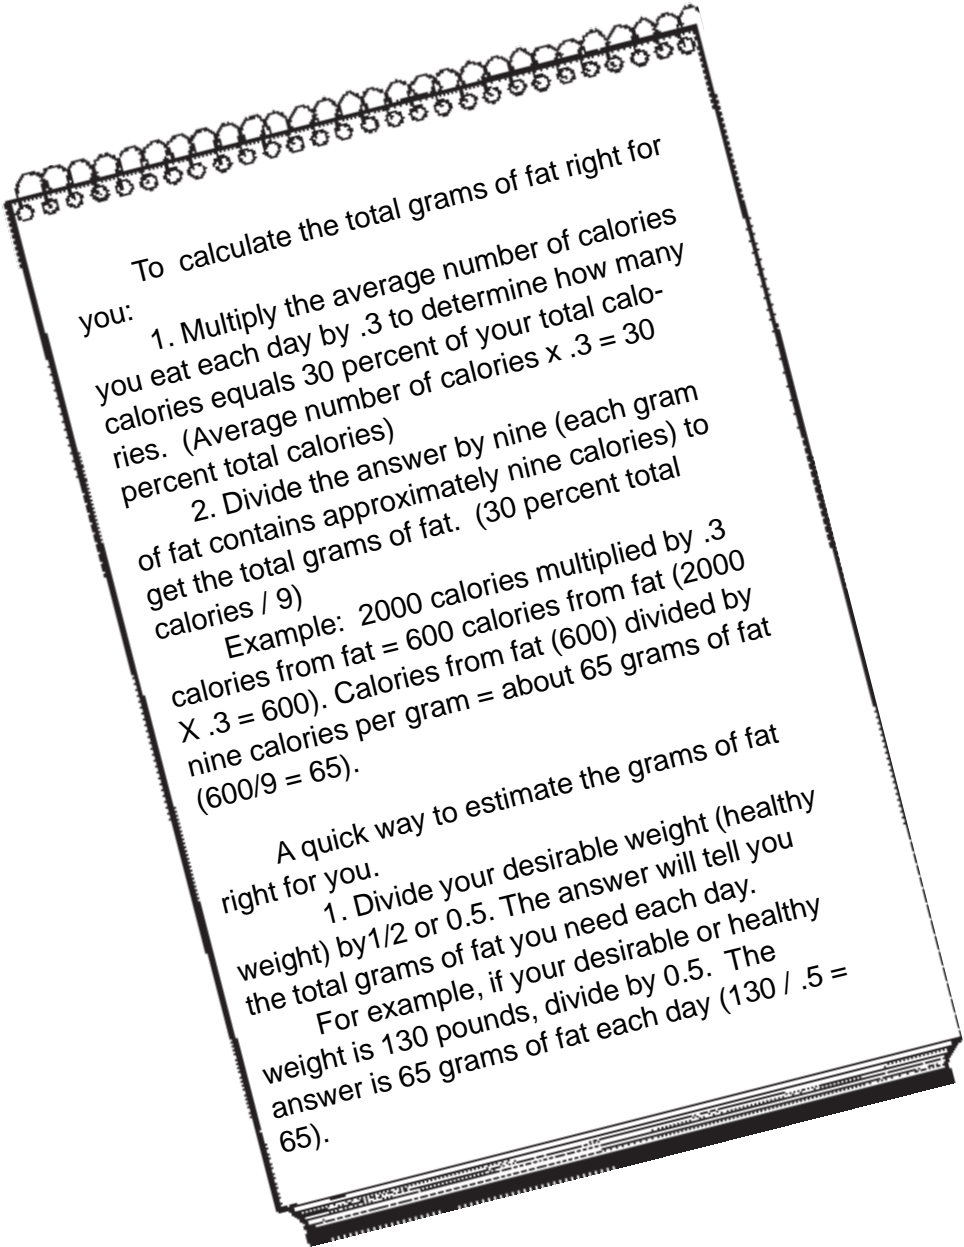 To calculate the total grams of fat right for
you:
1. Multiply the average number of calories
you eat each day by .3 to determine how many
calories equals 30 percent of your total calo-
ries. (Average number of calories x .3 = 30
percent total calories)
2. Divide the answer by nine (each gram
of fat contains approximately nine calories) to
get the total grams of fat. (30 percent total
calories / 9)
Example: 2000 calories multiplied by .3
calories from fat = 600 calories from fat (2000
X .3 = 600). Calories from fat (600) divided by
nine calories per gram = about 65 grams of fat
(600/9 = 65).
A quick way to estimate the grams of fat
right for you.
1. Divide your desirable weight (healthy
weight) by1/2 or 0.5. The answer will tell you
the total grams of fat you need each day.
For example, if your desirable or healthy
weight is 130 pounds, divide by 0.5. The
answer is 65 grams of fat each day (130 / .5 =
65).